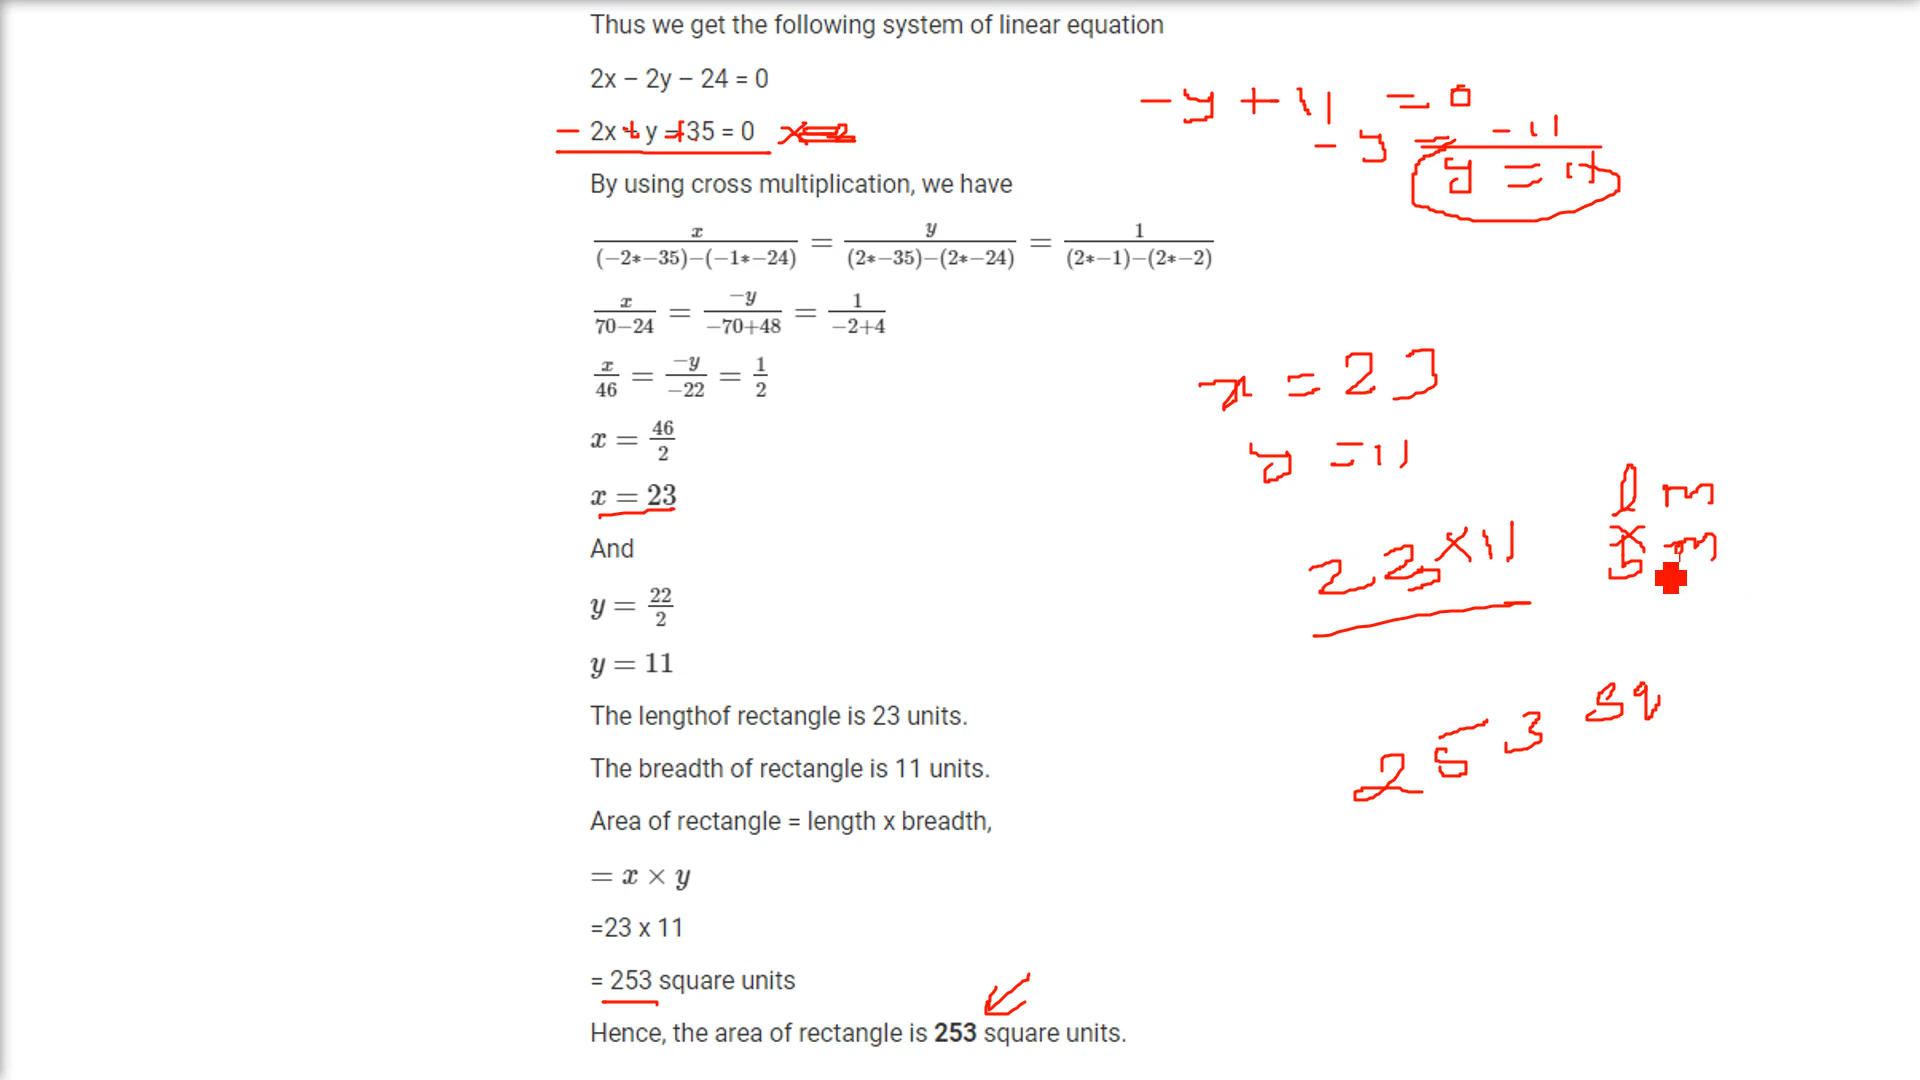 Thus we get the following system of linear equation
2x − 2y − 24 = 0
− 2x + y + 35 = 0
By using cross multiplication, we have
x/((−2∗−35)−(−1∗−24)) = y/((2∗−35)−(2∗−24)) = 1/((2∗−1)−(2∗−2))
x/(70−24) = −y/(−70+48) = 1/(−2+4)
x/46 = −y/−22 = 1/2
x = 46/2
x = 23
And
y = 22/2
y = 11
The lengthof rectangle is 23 units.
The breadth of rectangle is 11 units.
Area of rectangle = length x breadth,
= x × y
=23 x 11
= 253 square units
Hence, the area of rectangle is 253 square units.
−y + 11 = 0
−y = −11
y = 11
x = 23
y = 11
23×11
l m
x m
253 sq